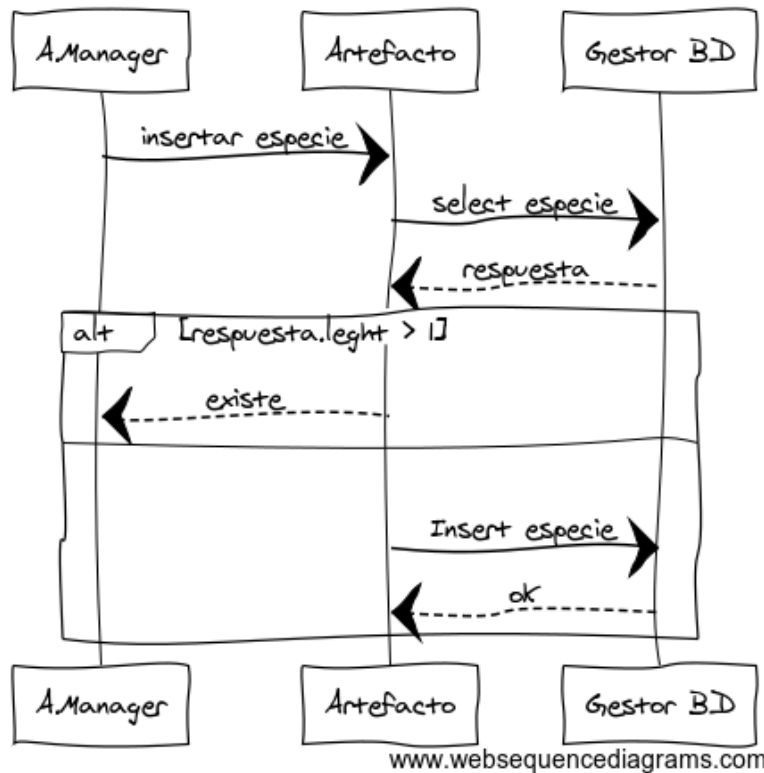 A.Manager Artefacto Gestor BD
insertar especie
select especie
respuesta
alt [respuesta.leght > 1]
existe
Insert especie
ok
A.Manager Artefacto Gestor BD
www.websequencediagrams.com